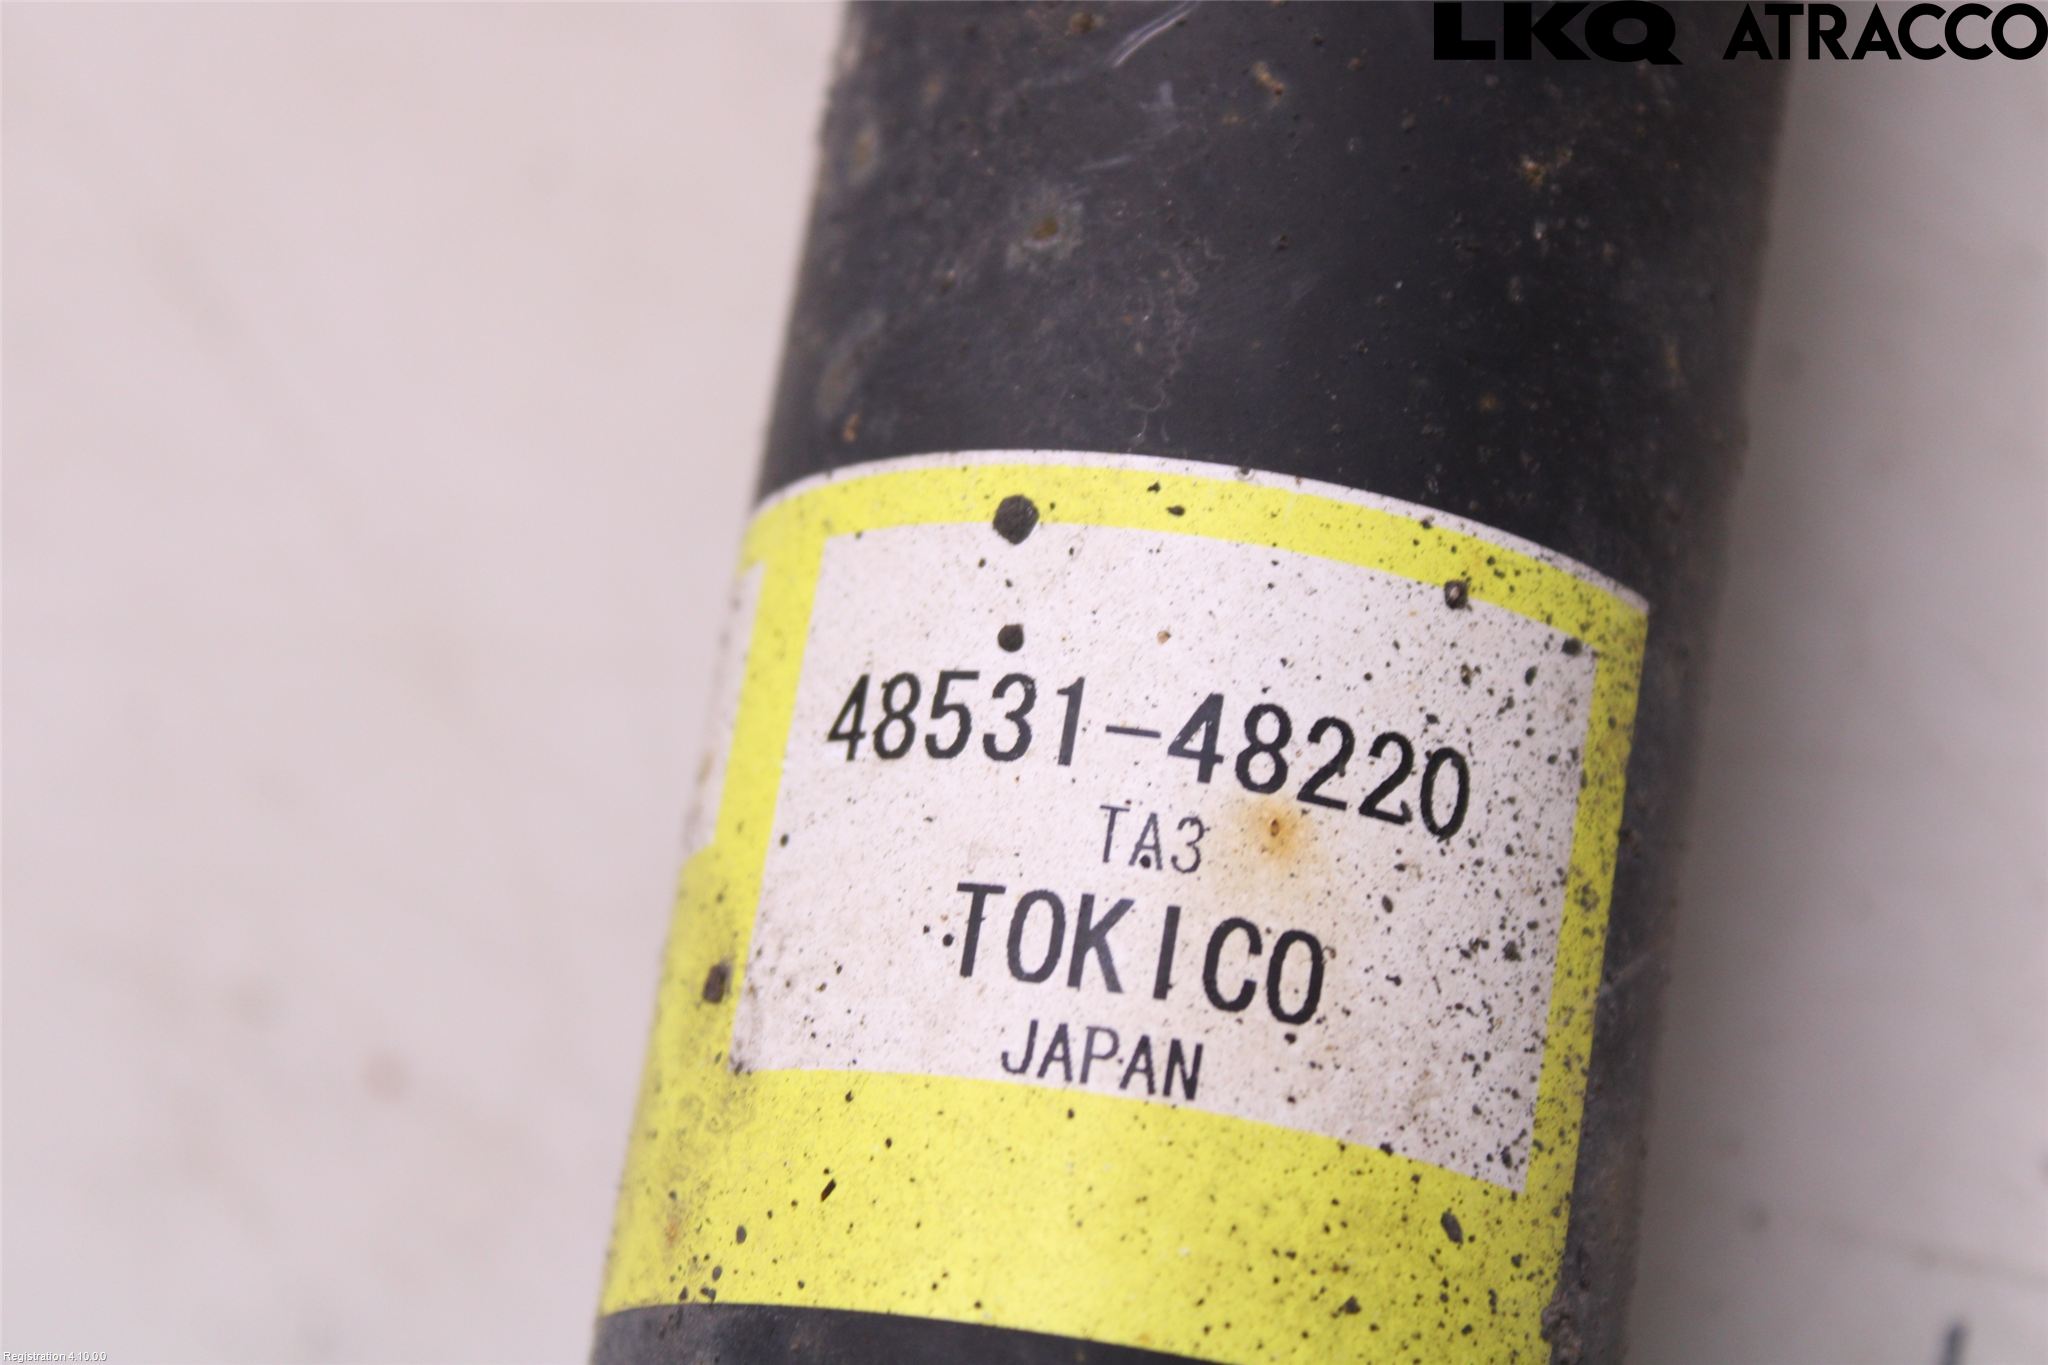 LKQ ATRACCO
48531-48220
TA3
TOKICO
JAPAN
Registration 4.10.0.0